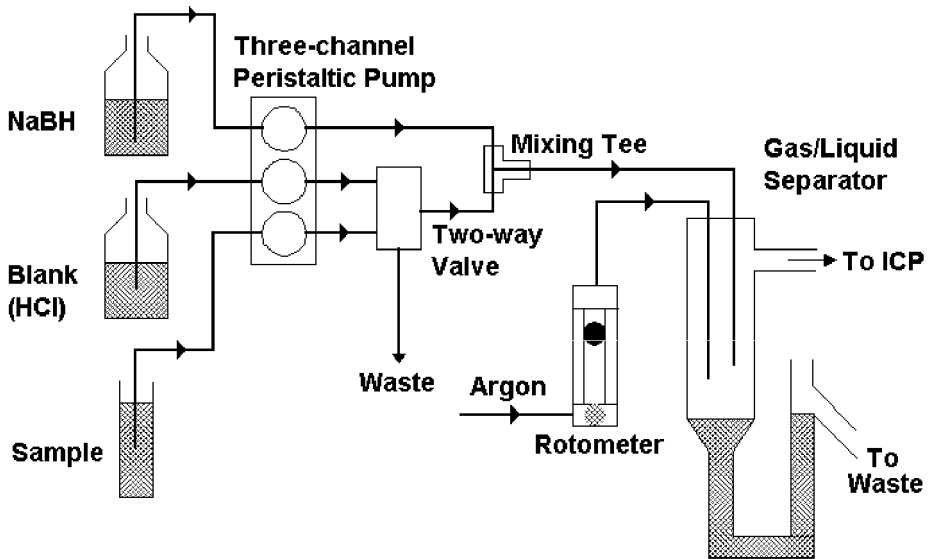 Three-channel
Peristaltic Pump
NaBH
Mixing Tee
Gas/Liquid
Separator
Two-way
Valve
To ICP
Blank
(HCl)
Waste
Argon
Rotometer
Sample
To
Waste